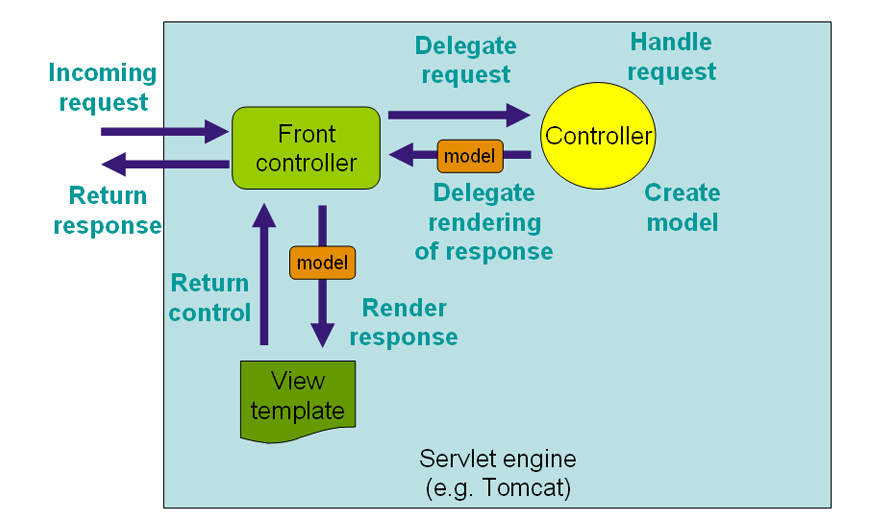 Incoming
request
Return
response
Front
controller
Delegate
request
model
Delegate
rendering
of response
Handle
request
Controller
Create
model
Return
control
model
Render
response
View
template
Servlet engine
(e.g. Tomcat)